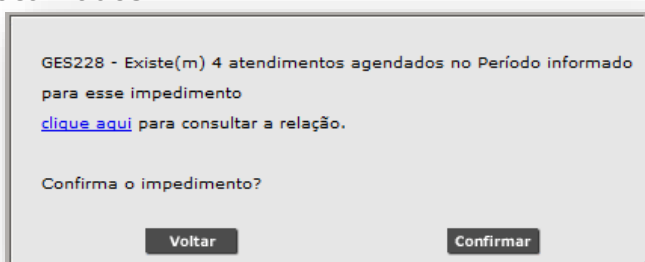 GES228 - Existe(m) 4 atendimentos agendados no Período informado
para esse impedimento
clique aqui para consultar a relação.
Confirma o impedimento?
Voltar Confirmar